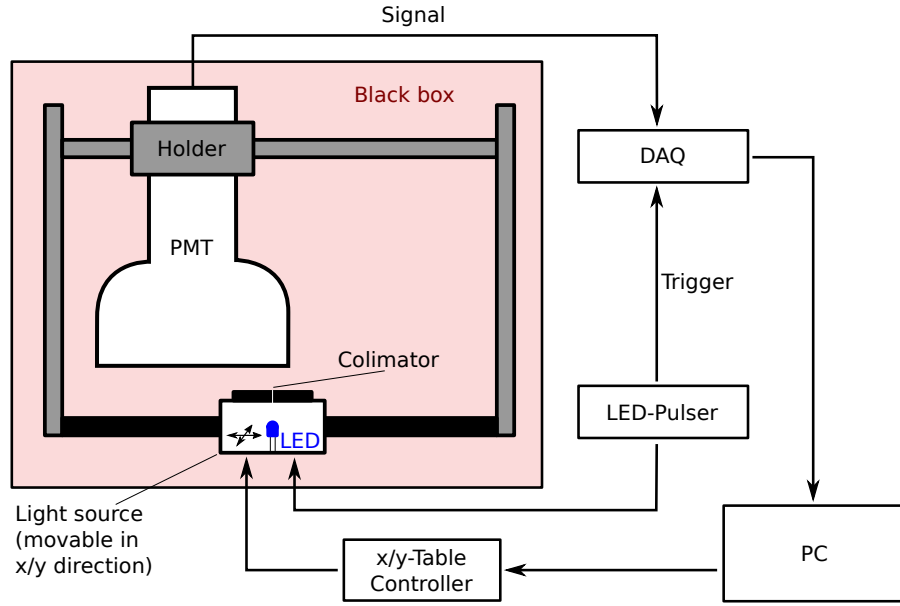 Signal
Black box
Holder
DAQ
PMT
Trigger
Colimator
LED-Pulser
LED
Light source
(movable in
x/y direction)
x/y-Table
Controller
PC